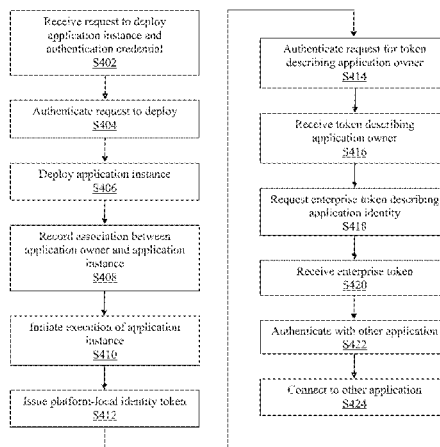 Receive request to deploy
application instance and
authentication credential
S402
Authenticate request to deploy
S404
Deploy application instance
S406
Record association between
application owner and application
instance
S408
Initiate execution of application
instance
S410
Issue platform-local identity token
S412
Authenticate request for token
describing application owner
S414
Receive token describing
application owner
S416
Request enterprise token describing
application identity
S418
Receive enterprise token
S420
Authenticate with other application
S422
Connect to other application
S424